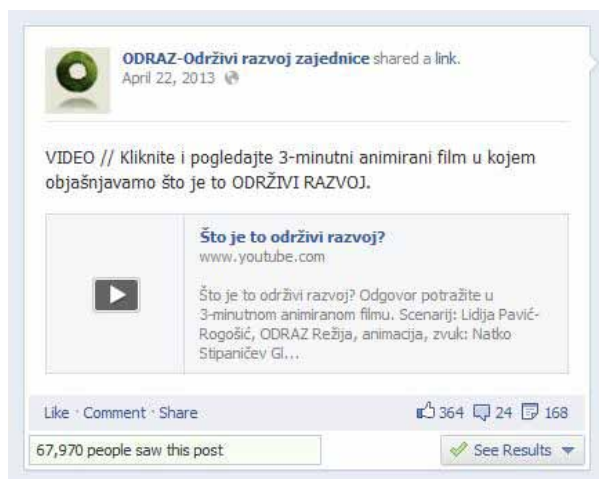 ODRAZ-Održivi razvoj zajednice shared a link.
April 22, 2013
VIDEO // Kliknite i pogledajte 3-minutni animirani film u kojem
objašnjavamo što je to ODRŽIVI RAZVOJ.
Što je to održivi razvoj?
www.youtube.com
Što je to održivi razvoj? Odgovor potražite u
3-minutnom animiranom filmu. Scenarij: Lidija Pavić-
Rogošić, ODRAZ Režija, animacija, zvuk: Natko
Stipaničev Gl...
Like · Comment · Share 364 24 168
67,970 people saw this post See Results